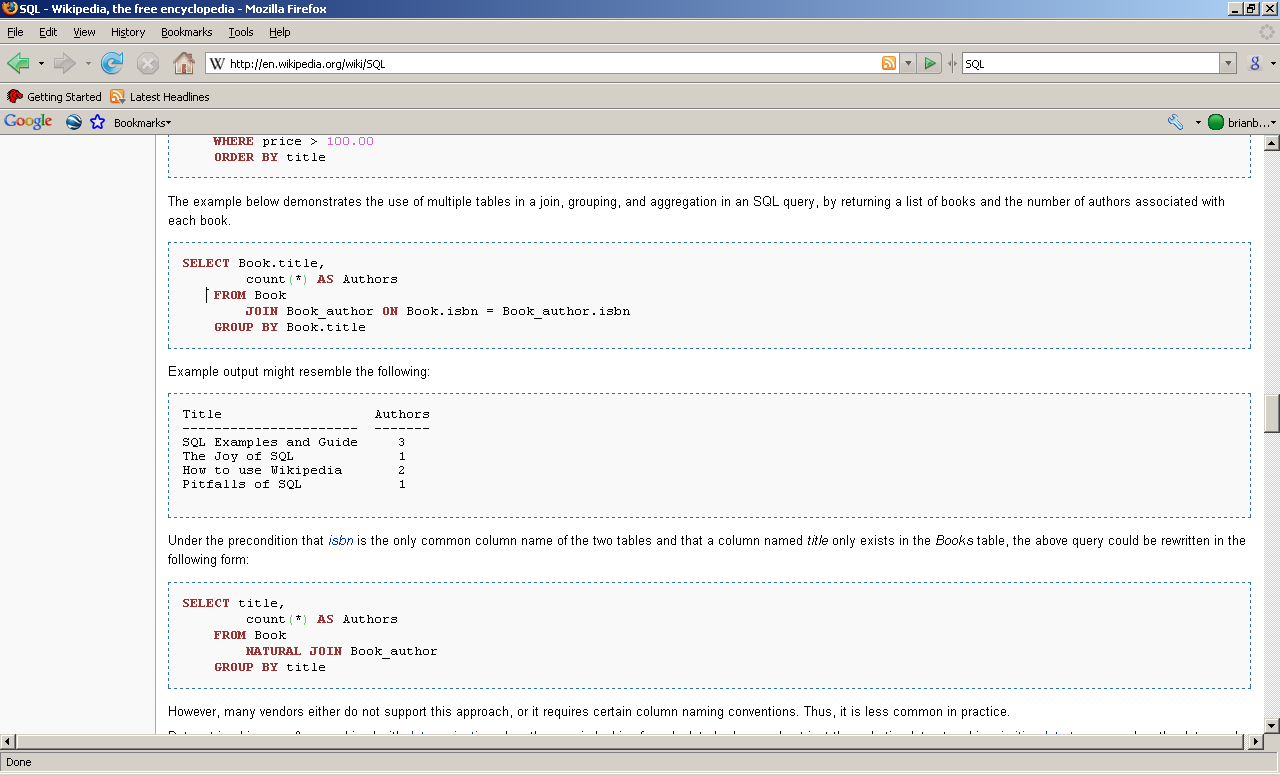 SQL - Wikipedia, the free encyclopedia - Mozilla Firefox
File Edit View History Bookmarks Tools Help
W http://en.wikipedia.org/wiki/SQL SQL g
Getting Started Latest Headlines
Google Bookmarks▾ brianb...▾
WHERE price > 100.00
ORDER BY title
The example below demonstrates the use of multiple tables in a join, grouping, and aggregation in an SQL query, by returning a list of books and the number of authors associated with
each book.
SELECT Book.title,
count(*) AS Authors
FROM Book
JOIN Book_author ON Book.isbn = Book_author.isbn
GROUP BY Book.title
Example output might resemble the following:
Title Authors
---------------------- -------
SQL Examples and Guide 3
The Joy of SQL 1
How to use Wikipedia 2
Pitfalls of SQL 1
Under the precondition that isbn is the only common column name of the two tables and that a column named title only exists in the Books table, the above query could be rewritten in the
following form:
SELECT title,
count(*) AS Authors
FROM Book
NATURAL JOIN Book_author
GROUP BY title
However, many vendors either do not support this approach, or it requires certain column naming conventions. Thus, it is less common in practice.
Done